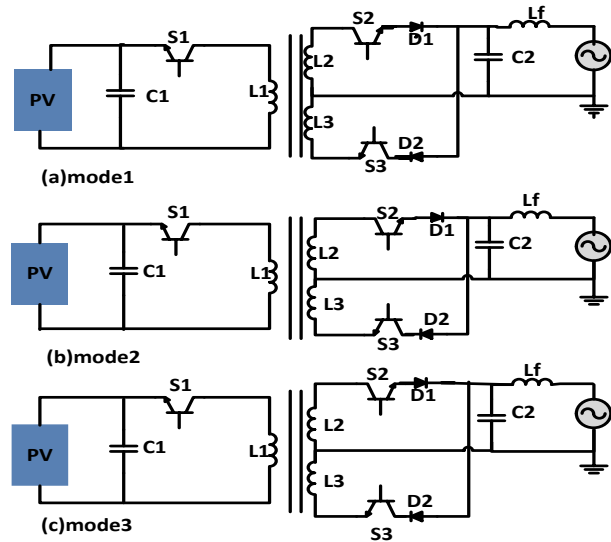 S1
S2
D1
Lf
PV
C1
L1
L2
C2
L3
D2
S3
(a)mode1
S1
S2
D1
Lf
PV
C1
L1
L2
C2
L3
D2
S3
(b)mode2
S1
S2
D1
Lf
PV
C1
L1
L2
C2
L3
D2
S3
(c)mode3